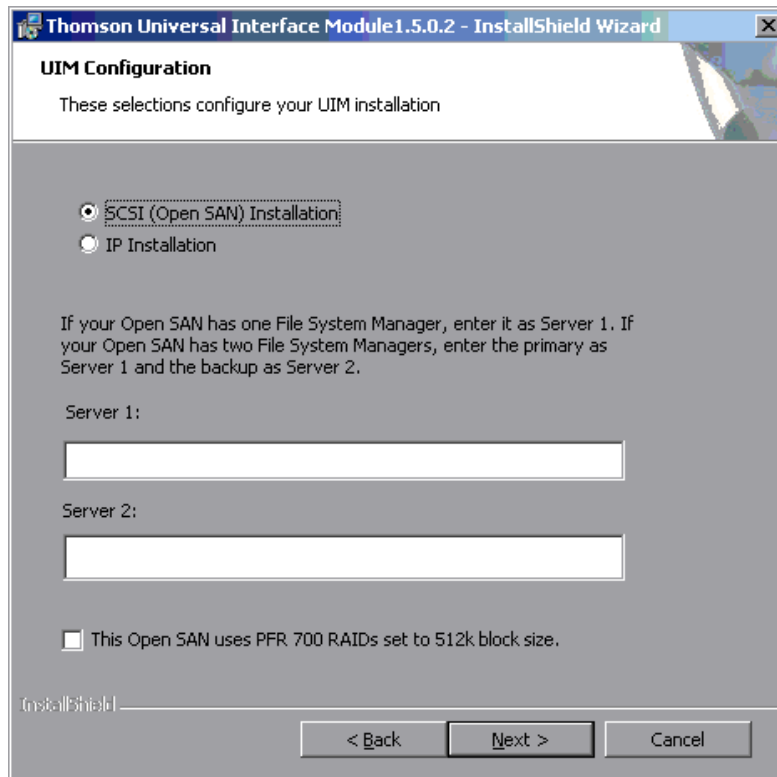 Thomson Universal Interface Module1.5.0.2 - InstallShield Wizard
UIM Configuration
These selections configure your UIM installation
SCSI (Open SAN) Installation
IP Installation
If your Open SAN has one File System Manager, enter it as Server 1. If
your Open SAN has two File System Managers, enter the primary as
Server 1 and the backup as Server 2.
Server 1:
Server 2:
This Open SAN uses PFR 700 RAIDs set to 512k block size.
InstallShield
< Back
Next >
Cancel